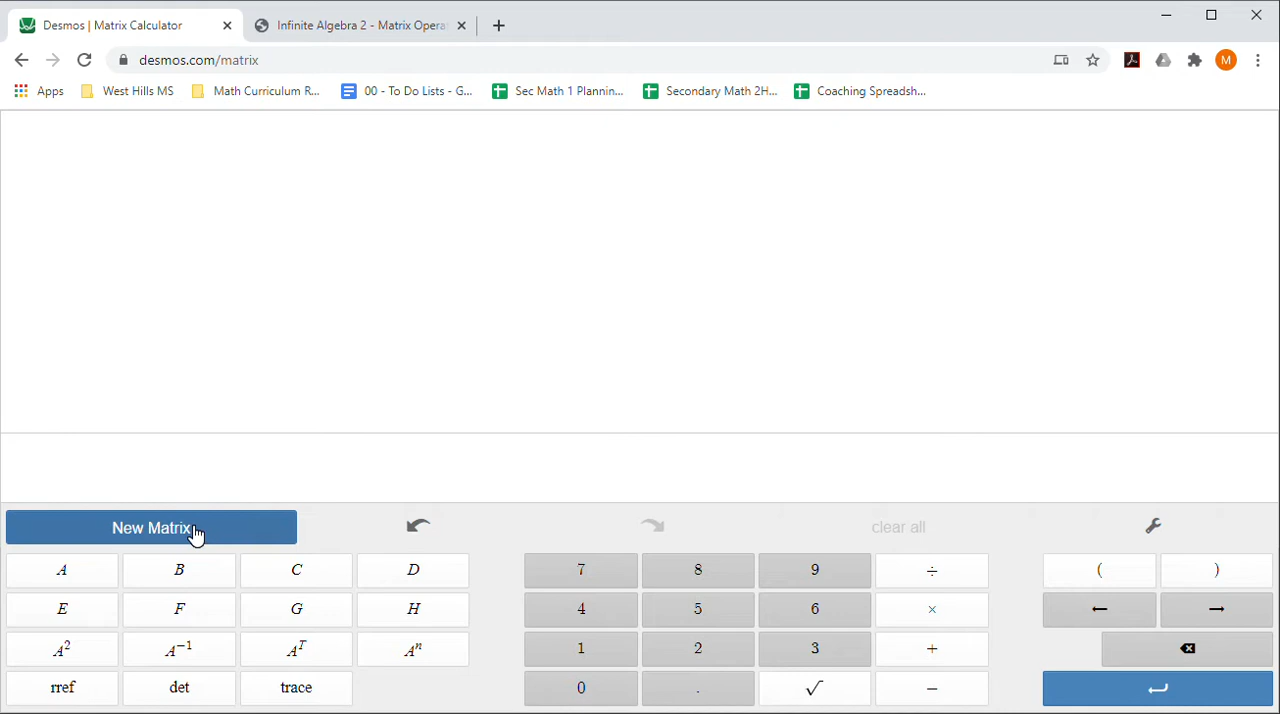 Desmos | Matrix Calculator
Infinite Algebra 2 - Matrix Opera
desmos.com/matrix
M
Apps
West Hills MS
Math Curriculum R...
00 - To Do Lists - G...
Sec Math 1 Plannin...
Secondary Math 2H...
Coaching Spreadsh...
New Matrix
clear all
A B C D 7 8 9 ÷ ( )
E F G H 4 5 6 × ← →
A² A⁻¹ Aᵀ Aⁿ 1 2 3 +
rref det trace 0 . √ −